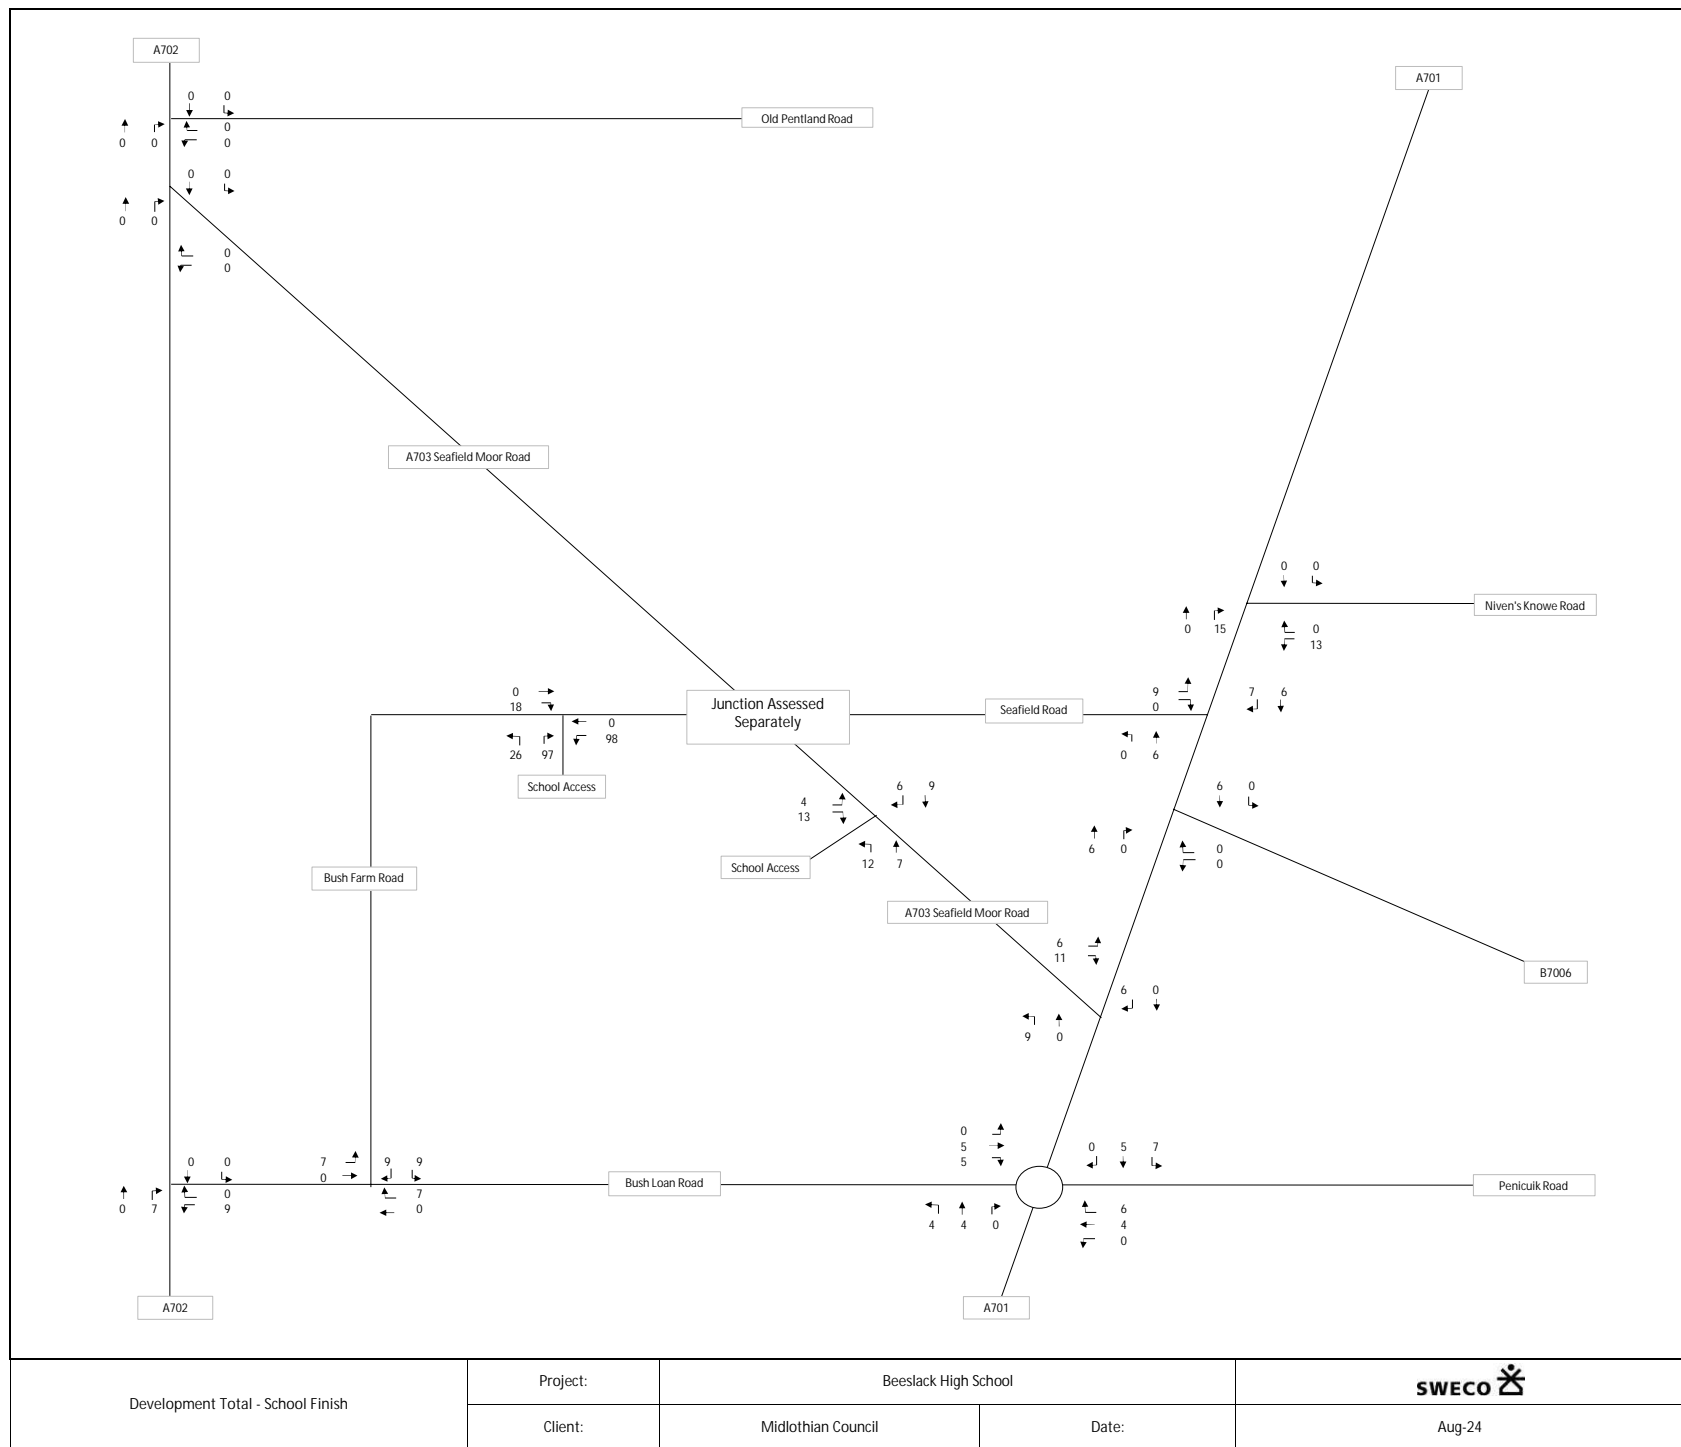 A702
A701
0 0
Old Pentland Road
0
0 0 0
0 0
0 0
0
0
A703 Seafield Moor Road
0 0
Niven's Knowe Road
0 15 0
13
0
18
Junction Assessed
Separately
Seafield Road
9
0
7 6
0
98
26 97
0 6
School Access
4
13
6 9
6 0
6 0 0
0
12 7
School Access
Bush Farm Road
A703 Seafield Moor Road
6
11
B7006
6 0
9 0
0
5
5
0 5 7
0 0
7
0
9 9
Bush Loan Road
Penicuik Road
0 7
0
9
7
0
4 4 0
6
4
0
A702
A701
Development Total - School Finish
Project:
Beeslack High School
SWECO
Client:
Midlothian Council
Date:
Aug-24